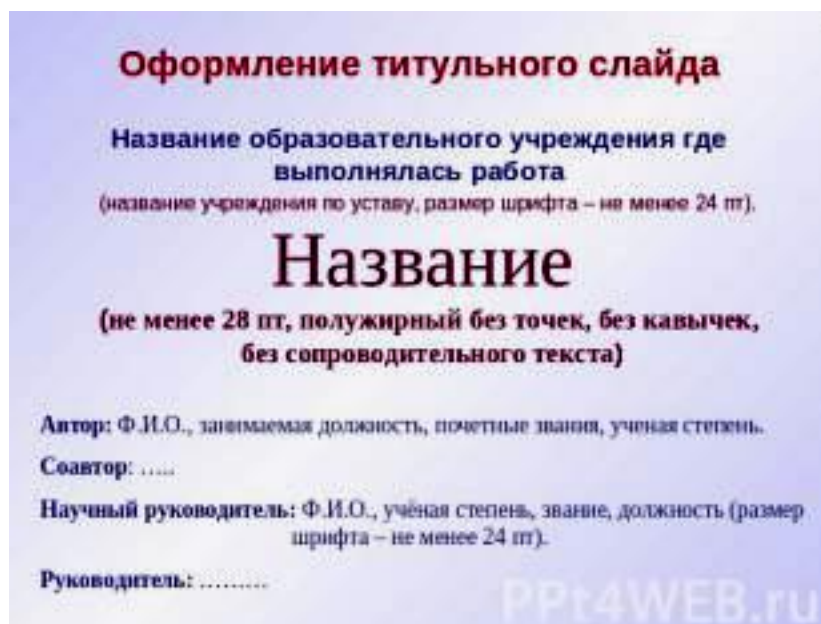 Оформление титульного слайда
Название образовательного учреждения где
выполнялась работа
(название учреждения по уставу, размер шрифта – не менее 24 пт).
Название
(не менее 28 пт, полужирный без точек, без кавычек,
без сопроводительного текста)
Автор: Ф.И.О., занимаемая должность, почетные звания, ученая степень.
Соавтор: …..
Научный руководитель: Ф.И.О., учёная степень, звание, должность (размер
шрифта – не менее 24 пт).
Руководитель: ………
PPt4WEB.ru